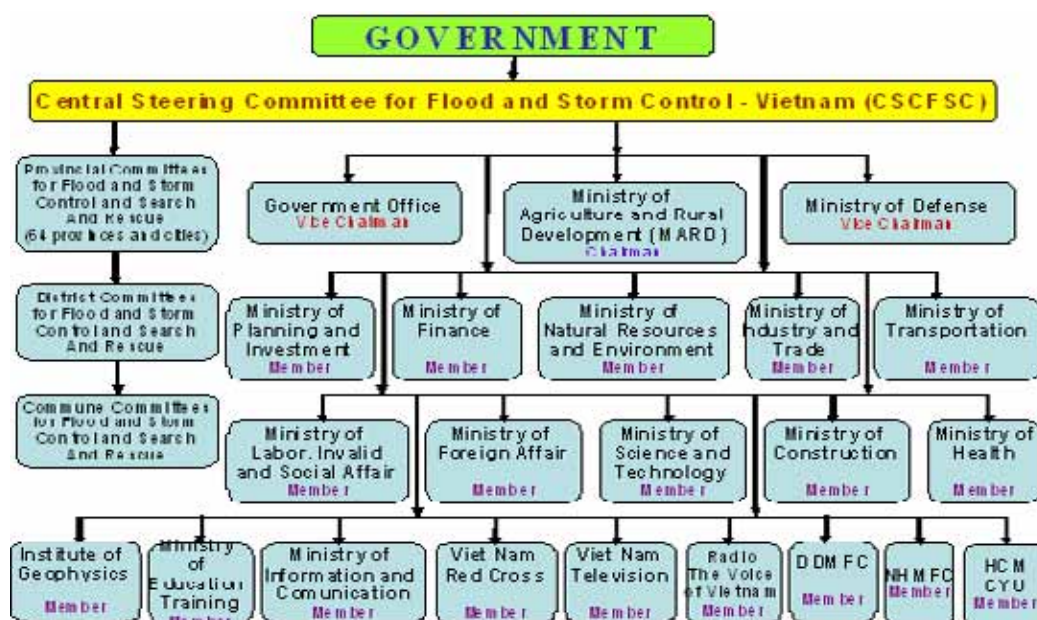 GOVERNMENT
Central Steering Committee for Flood and Storm Control - Vietnam (CSCFSC)
Provincial Committees
for Flood and Storm
Control and Search
And Rescue
(64 provinces and cities)
District Committees
for Flood and Storm
Control and Search
And Rescue
Commune Committees
for Flood and Storm
Control and Search
And Rescue
Government Office
Vice Chairman
Ministry of
Agriculture and Rural
Development (MARD)
Chairman
Ministry of Defense
Vice Chairman
Ministry of
Planning and
Investment
Member
Ministry of
Finance
Member
Ministry of
Natural Resources
and Environment
Member
Ministry of
Industry and
Trade
Member
Ministry of
Transportation
Member
Ministry of
Labor. Invalid
and Social Affair
Member
Ministry of
Foreign Affair
Member
Ministry of
Science and
Technology
Member
Ministry of
Construction
Member
Ministry of
Health
Member
Institute of
Geophysics
Member
Ministry
of
Education
Training
Member
Ministry of
Information and
Comunication
Member
Viet Nam
Red Cross
Member
Viet Nam
Television
Member
Radio
The Voice
of Vietnam
Member
DDMFC
Member
NHMFC
Member
HCM
CYU
Member